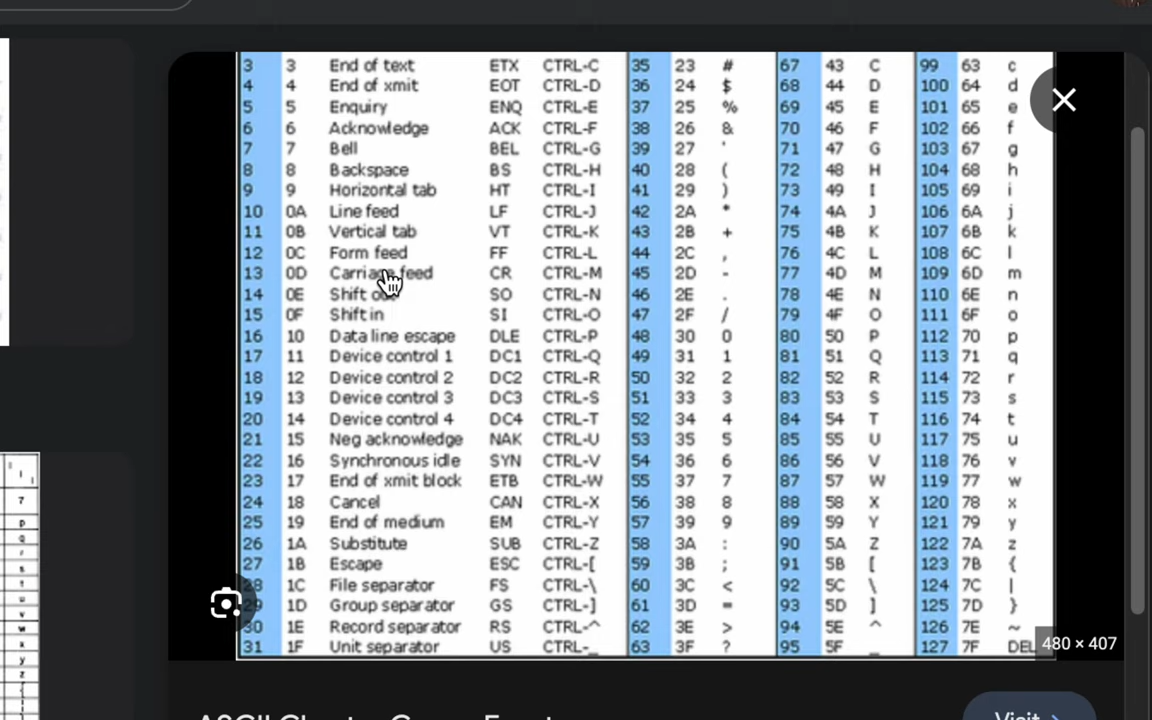 3 3 End of text ETX CTRL-C 35 23 # 67 43 C 99 63 c
4 4 End of xmit EOT CTRL-D 36 24 $ 68 44 D 100 64 d
5 5 Enquiry ENQ CTRL-E 37 25 % 69 45 E 101 65 e
6 6 Acknowledge ACK CTRL-F 38 26 & 70 46 F 102 66 f
7 7 Bell BEL CTRL-G 39 27 ' 71 47 G 103 67 g
8 8 Backspace BS CTRL-H 40 28 ( 72 48 H 104 68 h
9 9 Horizontal tab HT CTRL-I 41 29 ) 73 49 I 105 69 i
10 0A Line feed LF CTRL-J 42 2A * 74 4A J 106 6A j
11 0B Vertical tab VT CTRL-K 43 2B + 75 4B K 107 6B k
12 0C Form feed FF CTRL-L 44 2C , 76 4C L 108 6C l
13 0D Carriage feed CR CTRL-M 45 2D - 77 4D M 109 6D m
14 0E Shift out SO CTRL-N 46 2E . 78 4E N 110 6E n
15 0F Shift in SI CTRL-O 47 2F / 79 4F O 111 6F o
16 10 Data line escape DLE CTRL-P 48 30 0 80 50 P 112 70 p
17 11 Device control 1 DC1 CTRL-Q 49 31 1 81 51 Q 113 71 q
18 12 Device control 2 DC2 CTRL-R 50 32 2 82 52 R 114 72 r
19 13 Device control 3 DC3 CTRL-S 51 33 3 83 53 S 115 73 s
20 14 Device control 4 DC4 CTRL-T 52 34 4 84 54 T 116 74 t
21 15 Neg acknowledge NAK CTRL-U 53 35 5 85 55 U 117 75 u
22 16 Synchronous idle SYN CTRL-V 54 36 6 86 56 V 118 76 v
23 17 End of xmit block ETB CTRL-W 55 37 7 87 57 W 119 77 w
24 18 Cancel CAN CTRL-X 56 38 8 88 58 X 120 78 x
25 19 End of medium EM CTRL-Y 57 39 9 89 59 Y 121 79 y
26 1A Substitute SUB CTRL-Z 58 3A : 90 5A Z 122 7A z
27 1B Escape ESC CTRL-[ 59 3B ; 91 5B [ 123 7B {
28 1C File separator FS CTRL-\ 60 3C < 92 5C \ 124 7C |
29 1D Group separator GS CTRL-] 61 3D = 93 5D ] 125 7D }
30 1E Record separator RS CTRL-^ 62 3E > 94 5E ^ 126 7E ~
31 1F Unit separator US CTRL-_ 63 3F ? 95 5F _ 127 7F DEL
480 × 407
Visit >